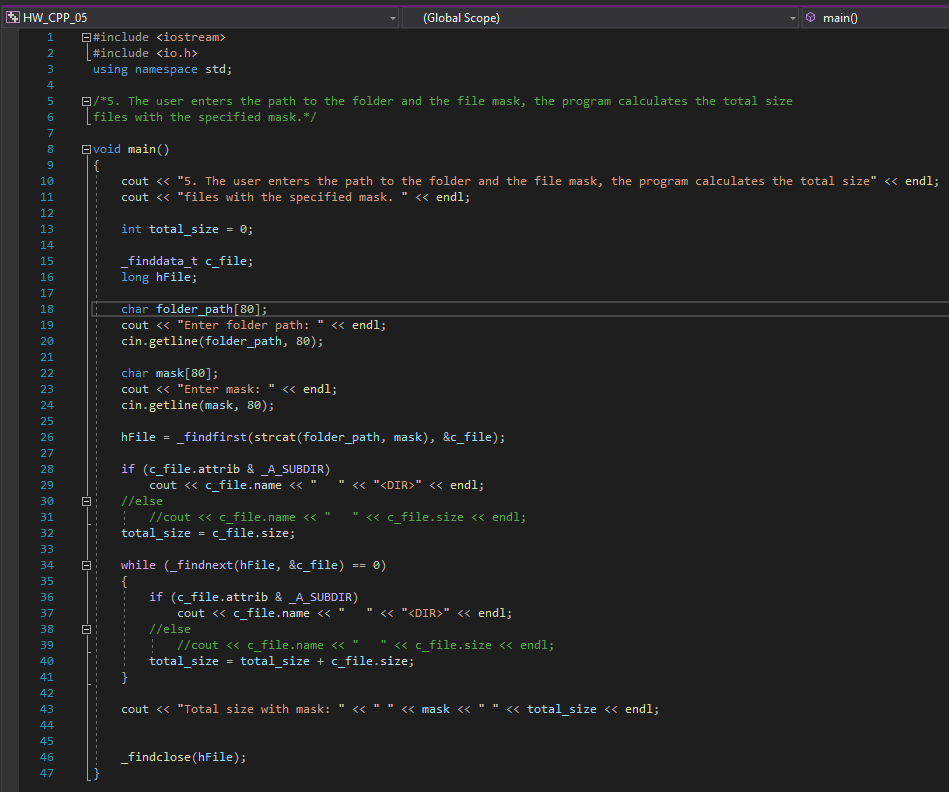 HW_CPP_05 (Global Scope) main()
1 #include <iostream>
2 #include <io.h>
3 using namespace std;
4
5 /*5. The user enters the path to the folder and the file mask, the program calculates the total size
6 files with the specified mask.*/
7
8 void main()
9 {
10 cout << "5. The user enters the path to the folder and the file mask, the program calculates the total size" << endl;
11 cout << "files with the specified mask. " << endl;
12
13 int total_size = 0;
14
15 _finddata_t c_file;
16 long hFile;
17
18 char folder_path[80];
19 cout << "Enter folder path: " << endl;
20 cin.getline(folder_path, 80);
21
22 char mask[80];
23 cout << "Enter mask: " << endl;
24 cin.getline(mask, 80);
25
26 hFile = _findfirst(strcat(folder_path, mask), &c_file);
27
28 if (c_file.attrib & _A_SUBDIR)
29 cout << c_file.name << "   " << "<DIR>" << endl;
30 //else
31 //cout << c_file.name << "   " << c_file.size << endl;
32 total_size = c_file.size;
33
34 while (_findnext(hFile, &c_file) == 0)
35 {
36 if (c_file.attrib & _A_SUBDIR)
37 cout << c_file.name << "   " << "<DIR>" << endl;
38 //else
39 //cout << c_file.name << "   " << c_file.size << endl;
40 total_size = total_size + c_file.size;
41 }
42
43 cout << "Total size with mask: " << " " << mask << " " << total_size << endl;
44
45
46 _findclose(hFile);
47 }